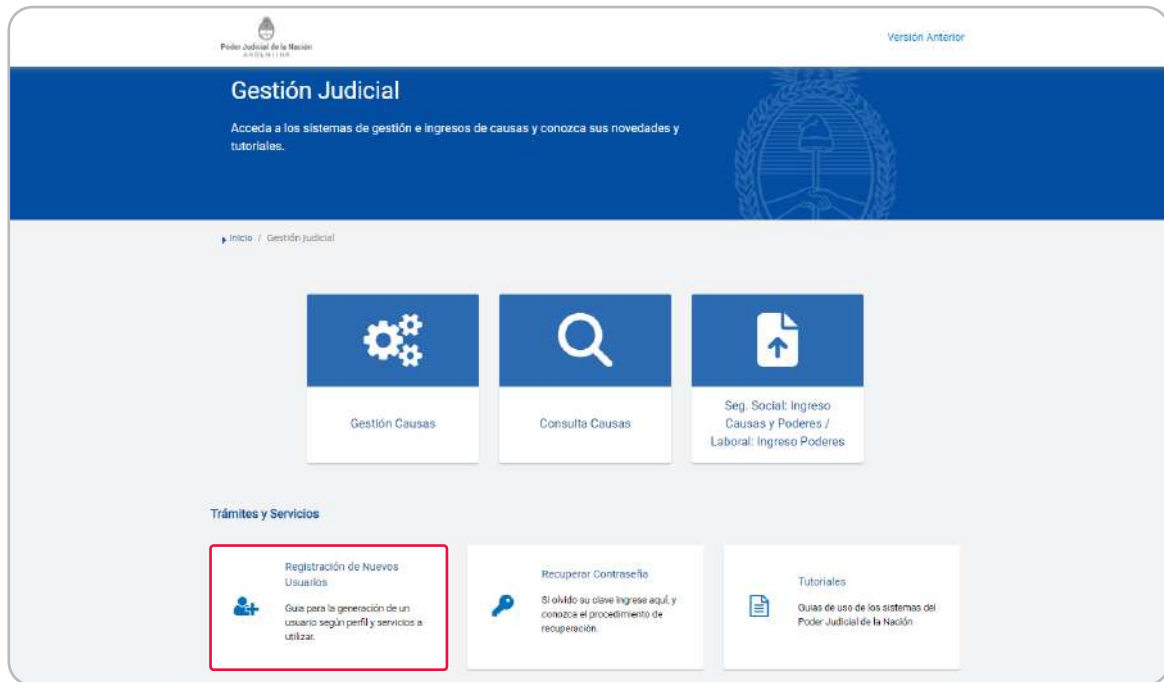 Poder Judicial de la Nación
ARGENTINA
Versión Anterior
Gestión Judicial
Acceda a los sistemas de gestión e ingresos de causas y conozca sus novedades y
tutoriales.
Inicio / Gestión Judicial
Gestión Causas
Consulta Causas
Seg. Social: Ingreso
Causas y Poderes /
Laboral: Ingreso Poderes
Trámites y Servicios
Registración de Nuevos
Usuarios
Guia para la generación de un
usuario según perfil y servicios a
utilizar.
Recuperar Contraseña
Si olvido su clave ingrese aquí, y
conozca el procedimiento de
recuperación.
Tutoriales
Guias de uso de los sistemas del
Poder Judicial de la Nación